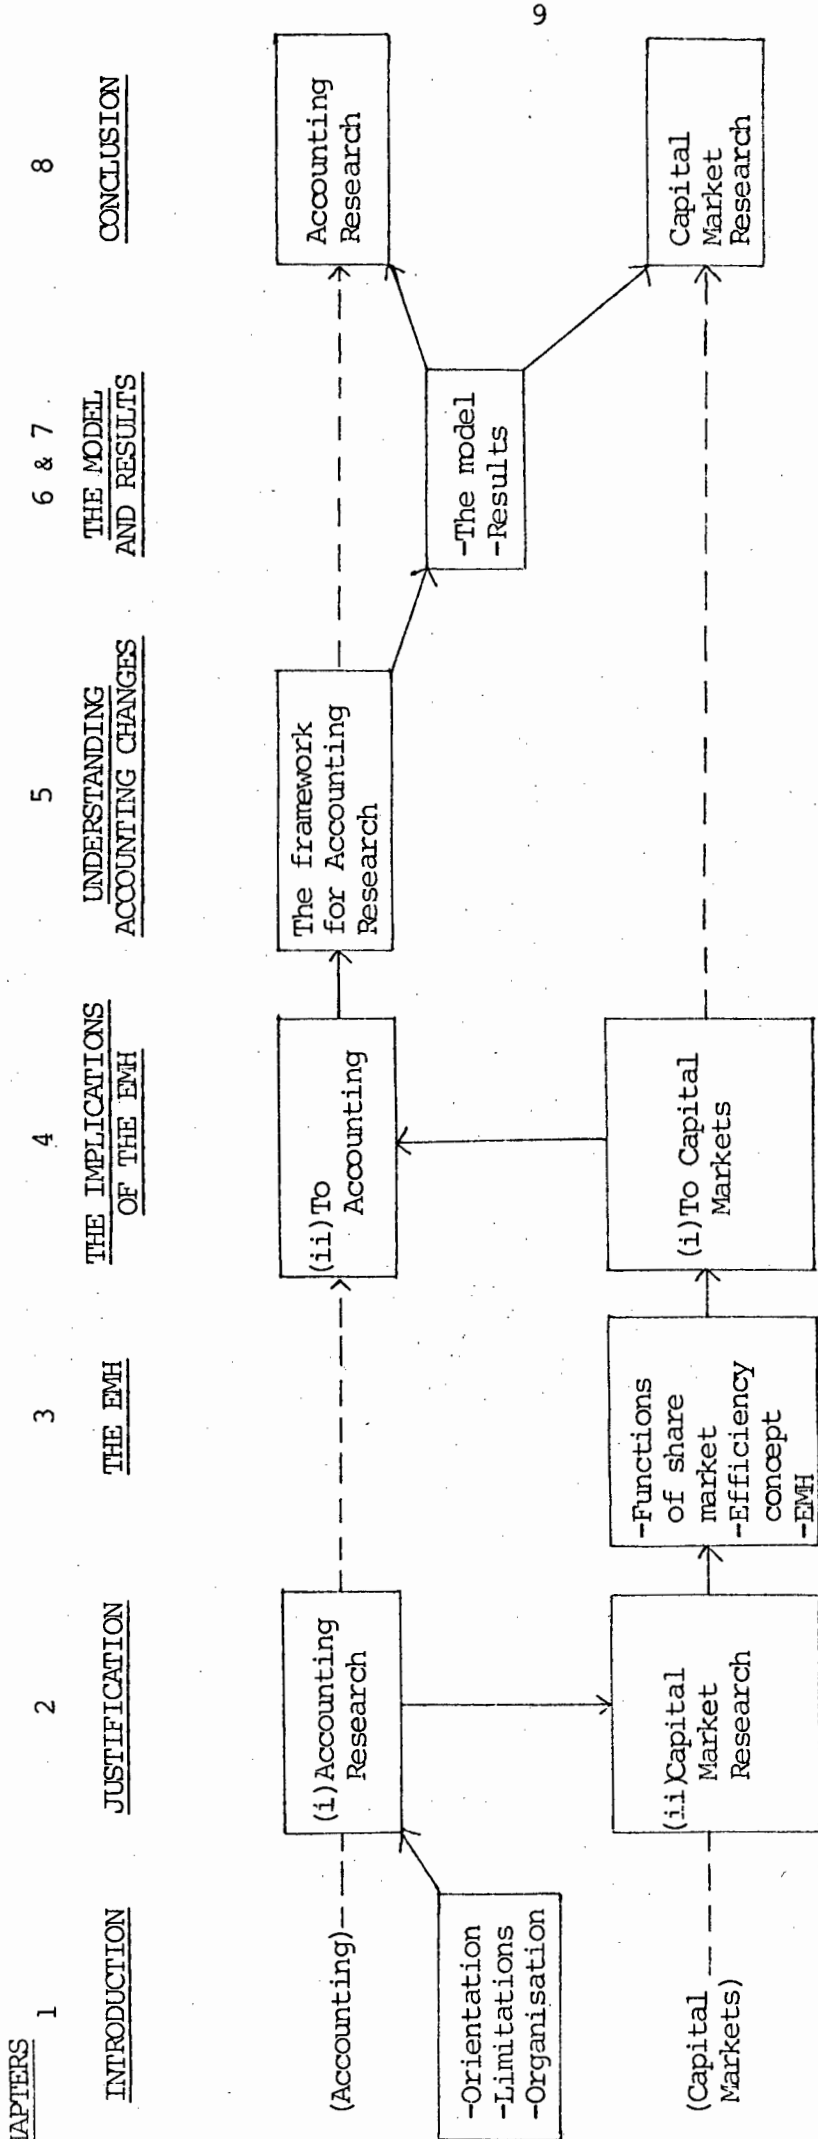 9
HAPTERS
1
INTRODUCTION
2
JUSTIFICATION
3
THE EMH
4
THE IMPLICATIONS
OF THE EMH
5
UNDERSTANDING
ACCOUNTING CHANGES
6 & 7
THE MODEL
AND RESULTS
8
CONCLUSION
(Accounting)
(i)Accounting
Research
(ii)To
Accounting
The framework
for Accounting
Research
Accounting
Research
-Orientation
-Limitations
-Organisation
-The model
-Results
(Capital
Markets)
(ii)Capital
Market
Research
-Functions
of share
market
-Efficiency
concept
-EMH
(i)To Capital
Markets
Capital
Market
Research